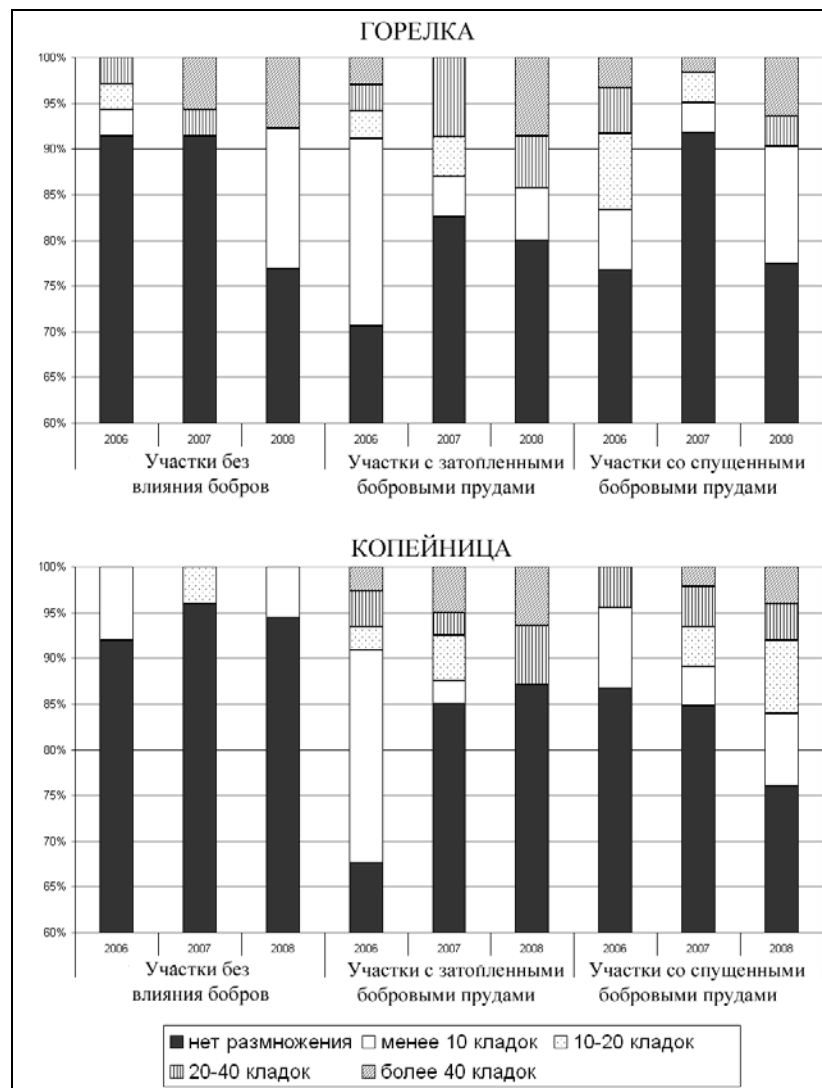 ГОРЕЛКА
100%
95%
90%
85%
80%
75%
70%
65%
60%
2006 2007 2008 2006 2007 2008 2006 2007 2008
Участки без влияния бобров
Участки с затопленными бобровыми прудами
Участки со спущенными бобровыми прудами
КОПЕЙНИЦА
100%
95%
90%
85%
80%
75%
70%
65%
60%
2006 2007 2008 2006 2007 2008 2006 2007 2008
Участки без влияния бобров
Участки с затопленными бобровыми прудами
Участки со спущенными бобровыми прудами
нет размножения менее 10 кладок 10-20 кладок
20-40 кладок более 40 кладок